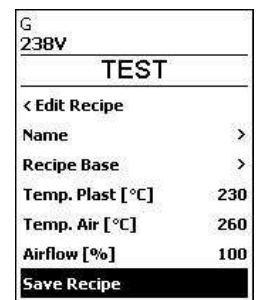 G
238V
TEST
< Edit Recipe
Name >
Recipe Base >
Temp. Plast [°C] 230
Temp. Air [°C] 260
Airflow [%] 100
Save Recipe